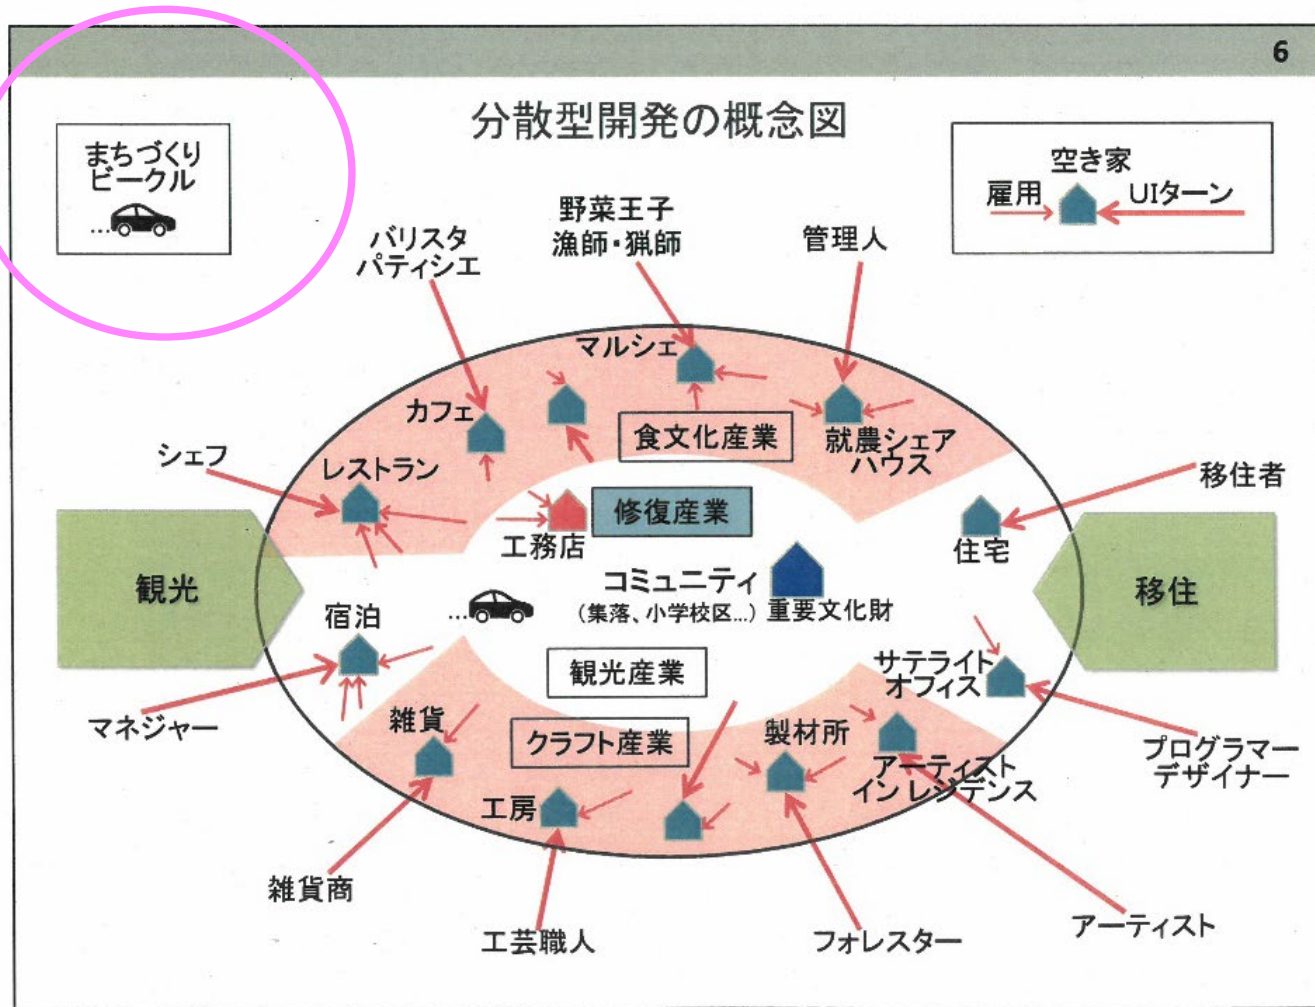 6
分散型開発の概念図
まちづくり
ビークル
空き家
雇用
UIターン
野菜王子
漁師・猟師
管理人
バリスタ
パティシエ
マルシェ
カフェ
食文化産業
就農シェア
ハウス
シェフ
レストラン
移住者
修復産業
工務店
住宅
観光
コミュニティ
(集落、小学校区...)
重要文化財
移住
宿泊
観光産業
サテライト
オフィス
マネジャー
雑貨
クラフト産業
製材所
アーティスト
イン レジデンス
プログラマー
デザイナー
工房
雑貨商
工芸職人
フォレスター
アーティスト